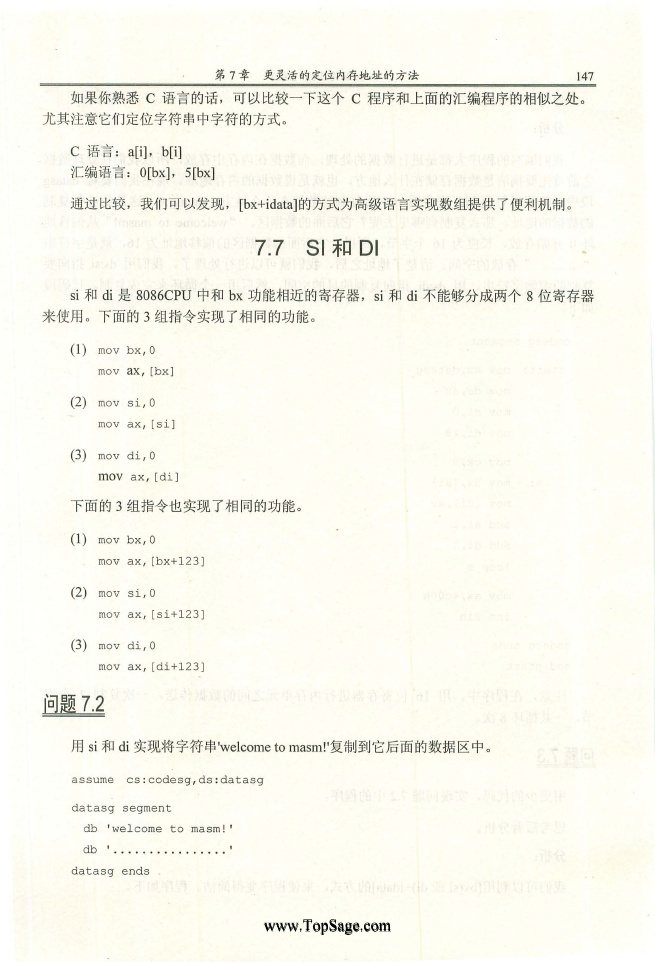 第 7 章 更灵活的定位内存地址的方法 147
如果你熟悉 C 语言的话，可以比较一下这个 C 程序和上面的汇编程序的相似之处。
尤其注意它们定位字符串中字符的方式。
C 语言：a[i]，b[i]
汇编语言：0[bx]，5[bx]
通过比较，我们可以发现，[bx+idata]的方式为高级语言实现数组提供了便利机制。
7.7 SI 和 DI
si 和 di 是 8086CPU 中和 bx 功能相近的寄存器，si 和 di 不能够分成两个 8 位寄存器
来使用。下面的 3 组指令实现了相同的功能。
(1) mov bx,0
mov ax,[bx]
(2) mov si,0
mov ax,[si]
(3) mov di,0
mov ax,[di]
下面的 3 组指令也实现了相同的功能。
(1) mov bx,0
mov ax,[bx+123]
(2) mov si,0
mov ax,[si+123]
(3) mov di,0
mov ax,[di+123]
问题 7.2
用 si 和 di 实现将字符串'welcome to masm!'复制到它后面的数据区中。
assume cs:codesg,ds:datasg
datasg segment
db 'welcome to masm!'
db '................'
datasg ends
www.TopSage.com